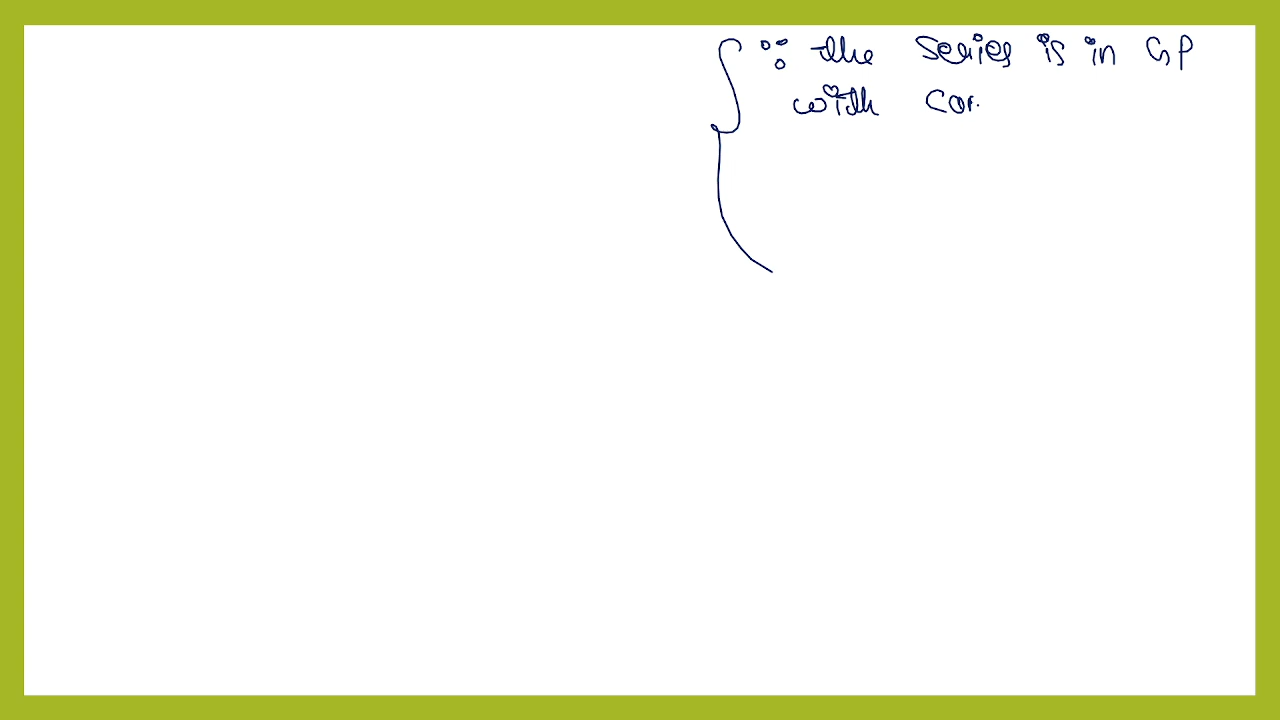 ∵ the series is in GP
with cor